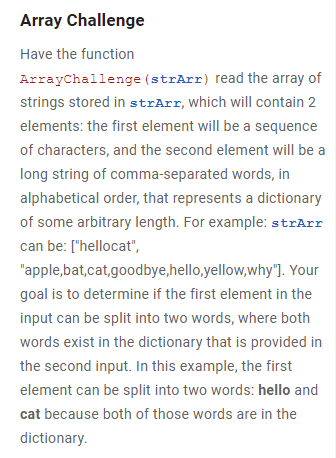 Array Challenge
Have the function
ArrayChallenge(strArr) read the array of
strings stored in strArr, which will contain 2
elements: the first element will be a sequence
of characters, and the second element will be a
long string of comma-separated words, in
alphabetical order, that represents a dictionary
of some arbitrary length. For example: strArr
can be: ["hellocat",
"apple,bat,cat,goodbye,hello,yellow,why"]. Your
goal is to determine if the first element in the
input can be split into two words, where both
words exist in the dictionary that is provided in
the second input. In this example, the first
element can be split into two words: hello and
cat because both of those words are in the
dictionary.